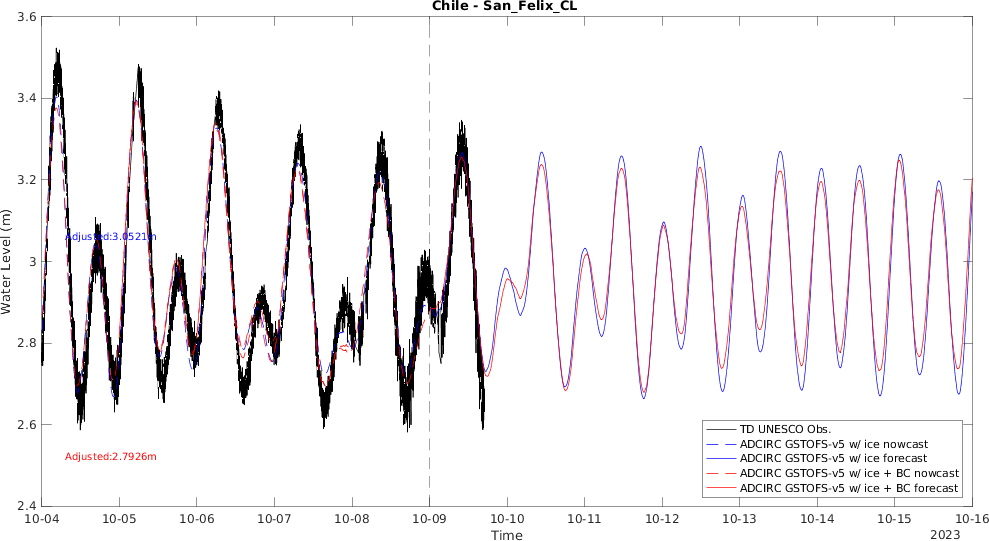 Chile - San_Felix_CL
3.6
3.4
3.2
3
2.8
2.6
2.4
Water Level (m)
Adjusted:3.0521m
Adjusted:2.7926m
TD UNESCO Obs.
ADCIRC GSTOFS-v5 w/ ice nowcast
ADCIRC GSTOFS-v5 w/ ice forecast
ADCIRC GSTOFS-v5 w/ ice + BC nowcast
ADCIRC GSTOFS-v5 w/ ice + BC forecast
10-04 10-05 10-06 10-07 10-08 10-09 10-10 10-11 10-12 10-13 10-14 10-15 10-16
Time
2023